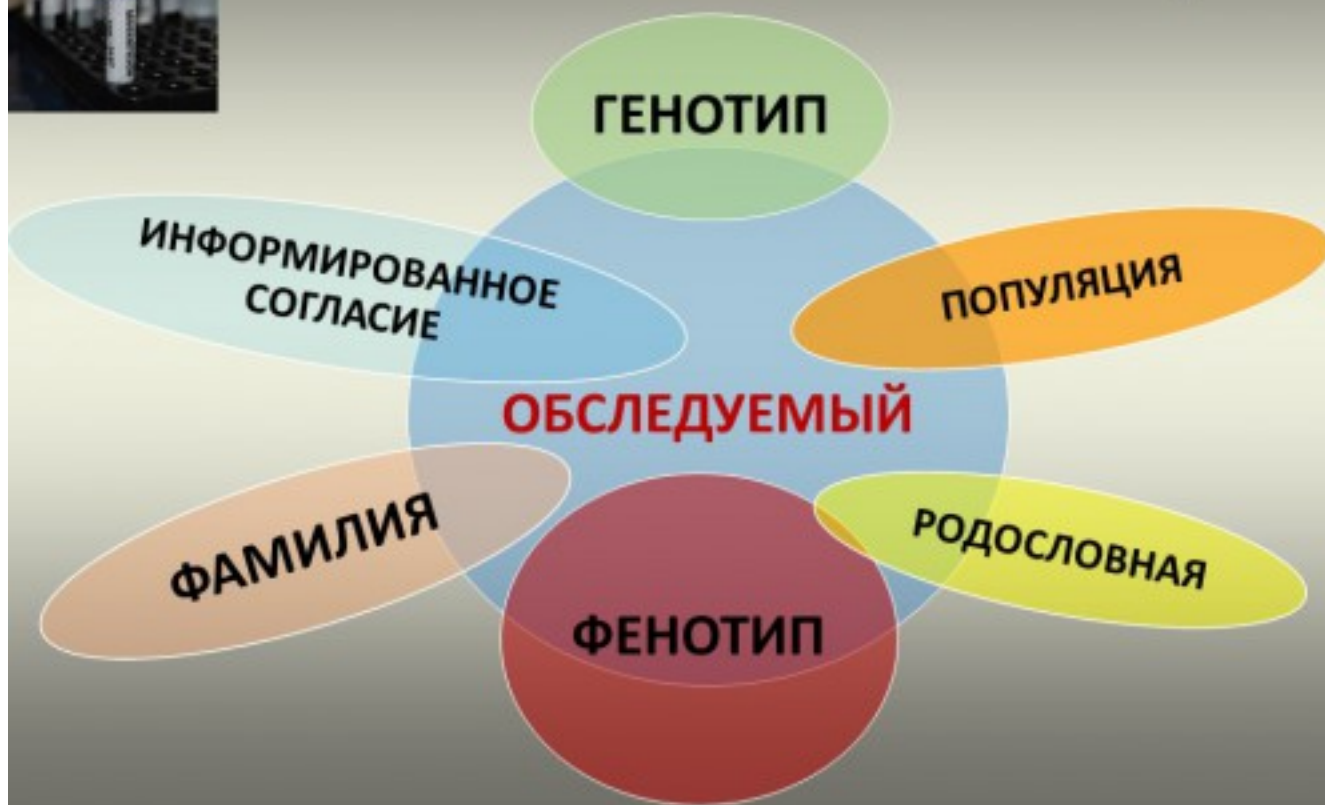 ГЕНОТИП
ИНФОРМИРОВАННОЕ
СОГЛАСИЕ
ПОПУЛЯЦИЯ
ОБСЛЕДУЕМЫЙ
ФАМИЛИЯ
РОДОСЛОВНАЯ
ФЕНОТИП